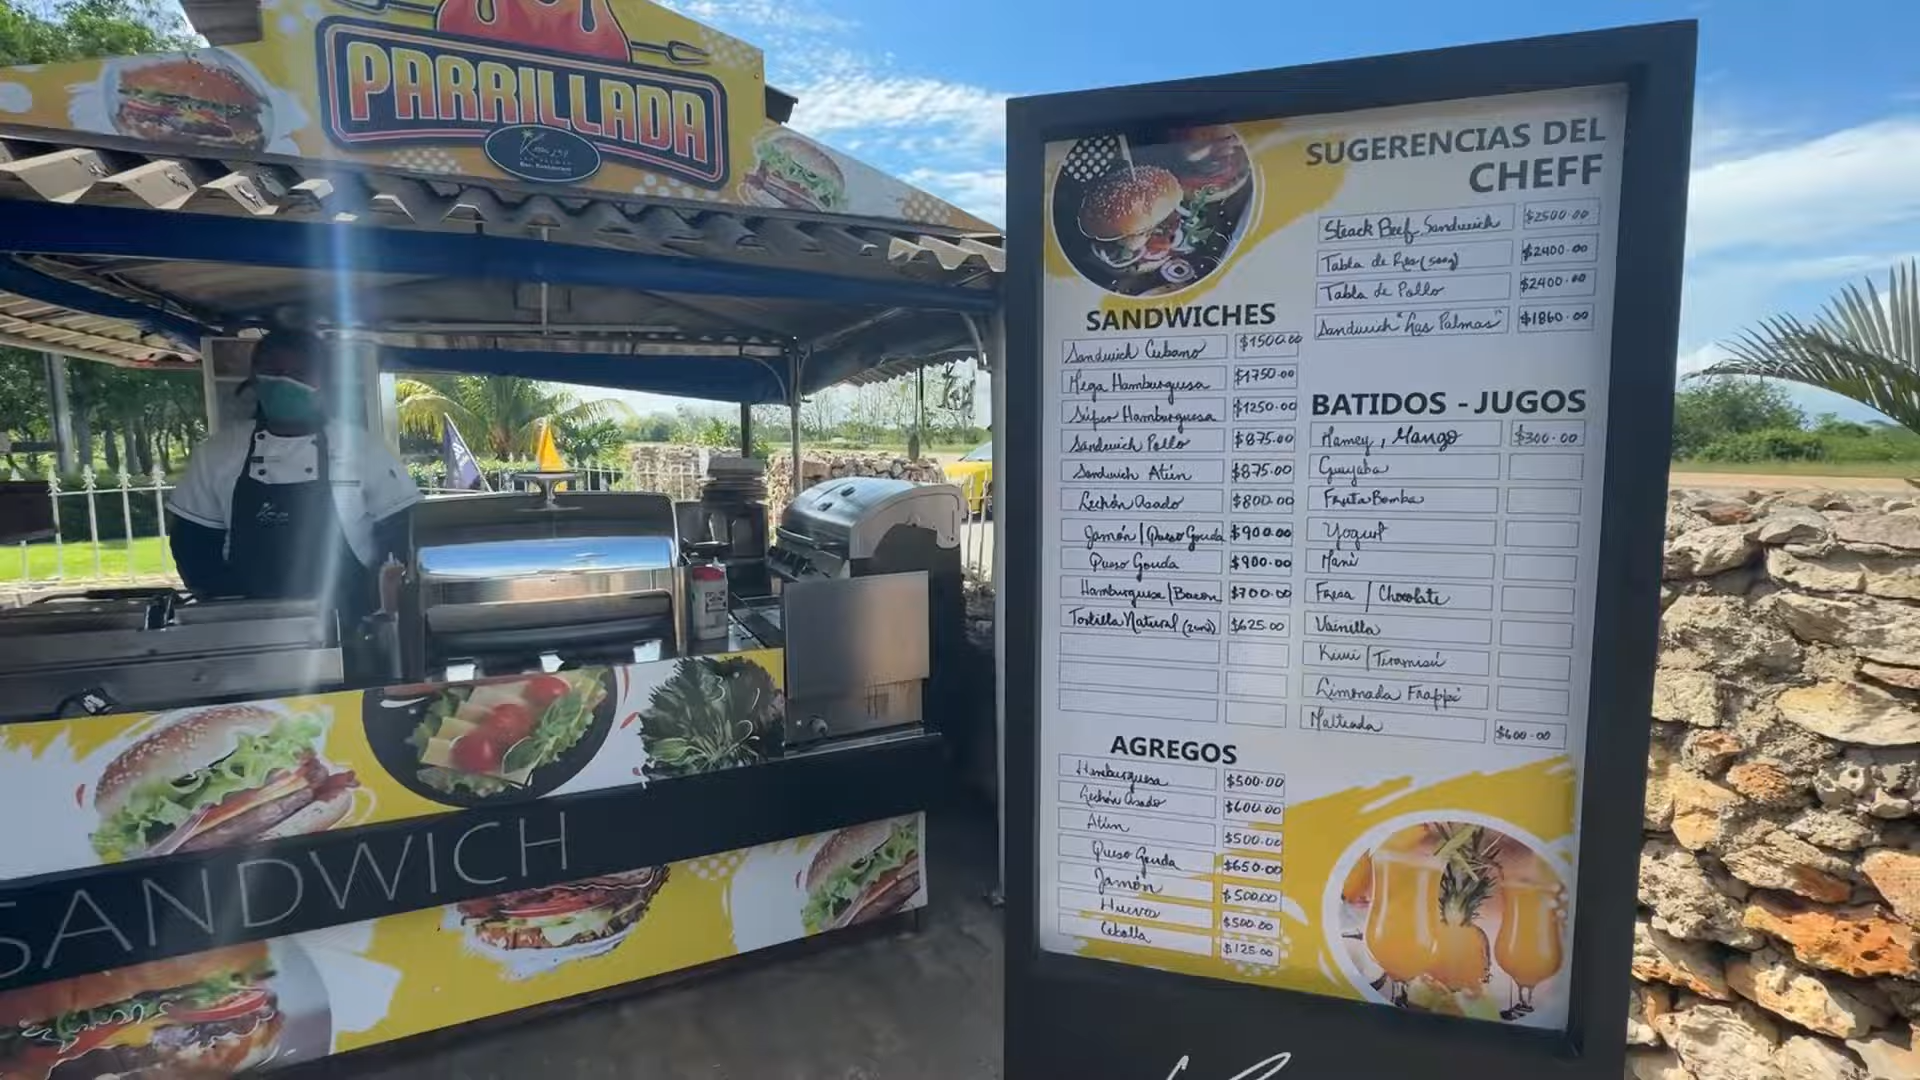 PARRILLADA
SANDWICH
SUGERENCIAS DEL
CHEFF
Steack Beef Sandwich $2500.00
Tabla de Res (500g) $2400.00
Tabla de Pollo $2400.00
Sandwich "Las Palmas" $1860.00
SANDWICHES
Sandwich Cubano $1500.00
Mega Hamburguesa $1750.00
Súper Hamburguesa $1250.00
Sandwich Pollo $875.00
Sandwich Atún $875.00
Lechón Asado $800.00
Jamón / Queso Gouda $900.00
Queso Gouda $900.00
Hamburguesa / Bacon $700.00
Tortilla Natural $625.00
AGREGOS
Hamburguesa $500.00
Lechón Asado $600.00
Atún $500.00
Queso Gouda $650.00
Jamón $500.00
Huevo $500.00
Cebolla $125.00
BATIDOS - JUGOS
Mamey, Mango $300.00
Guayaba
Fruta Bomba
Yogurt
Maní
Fresa / Chocolate
Vainilla
Kiwi / Tiramisú
Limonada Frappé
Malteada $600.00